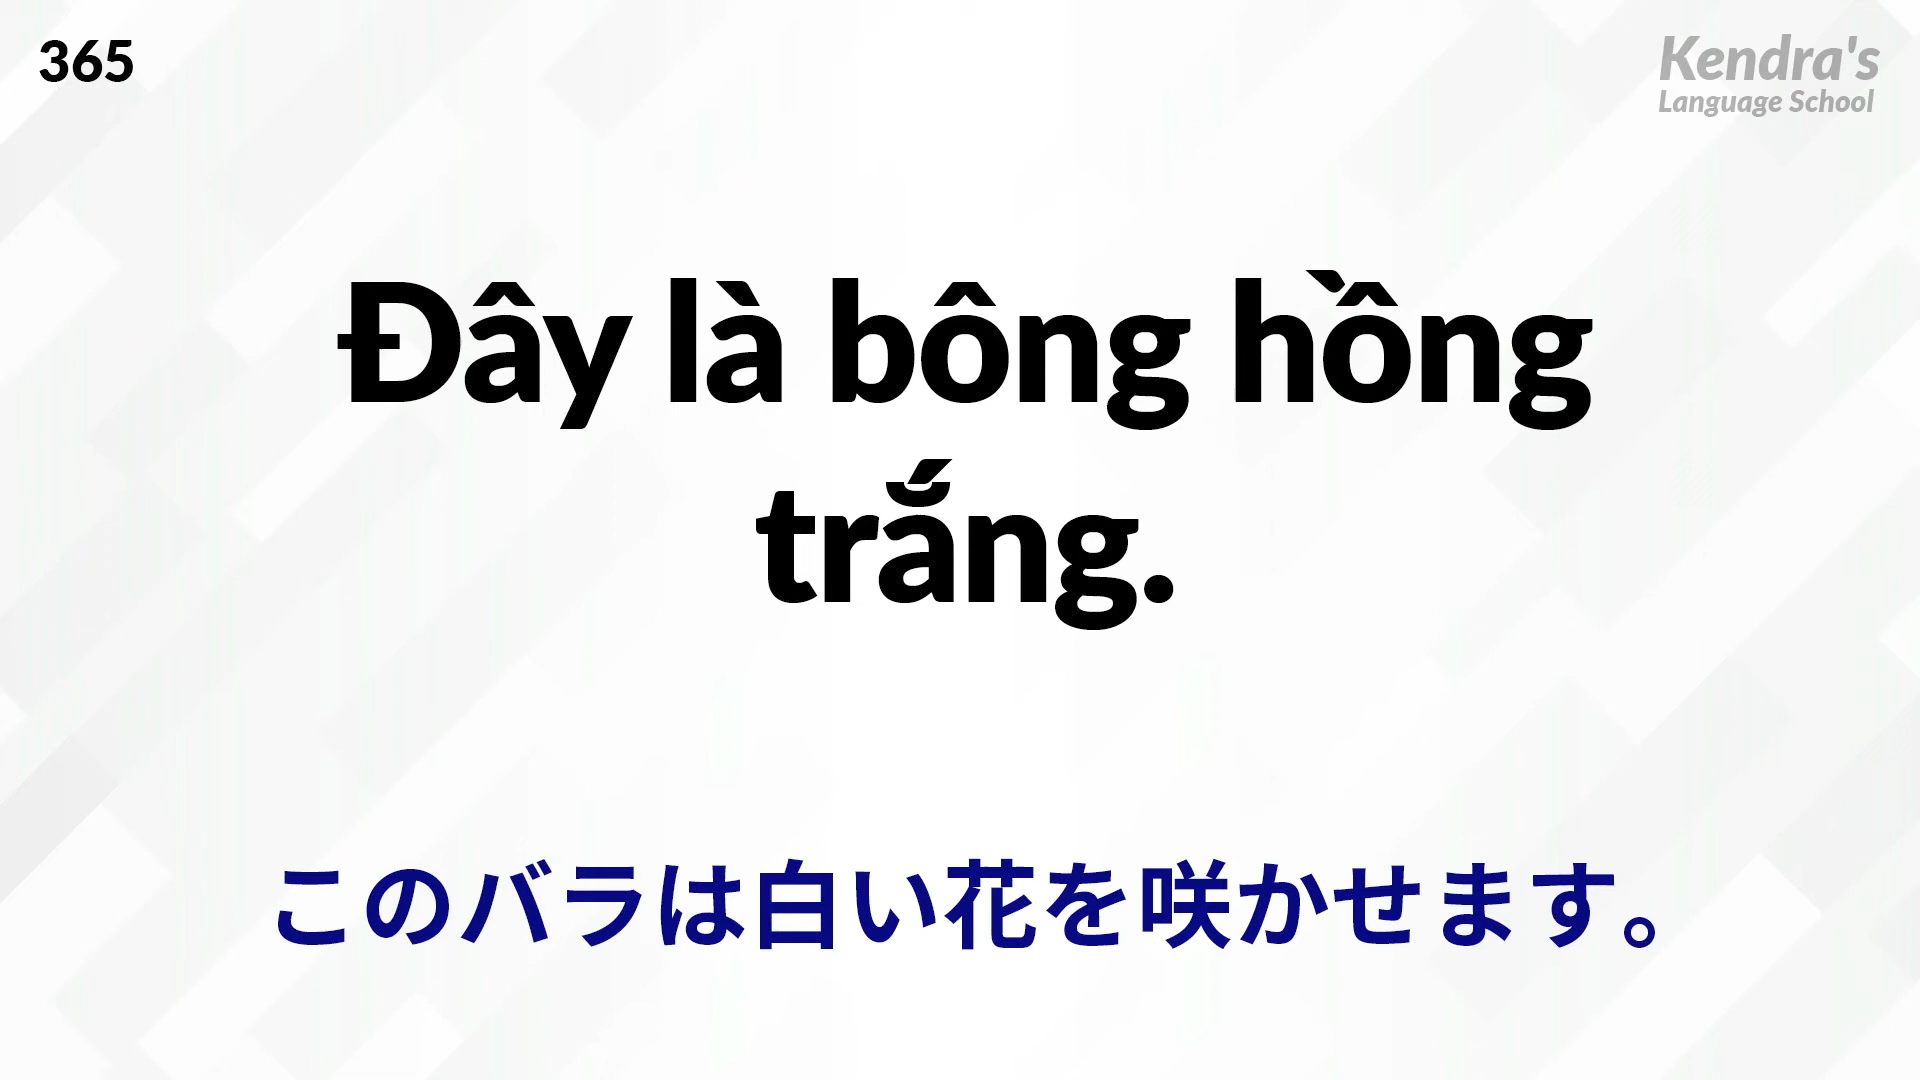 365
Kendra's
Language School
Đây là bông hồng
trắng.
このバラは白い花を咲かせます。